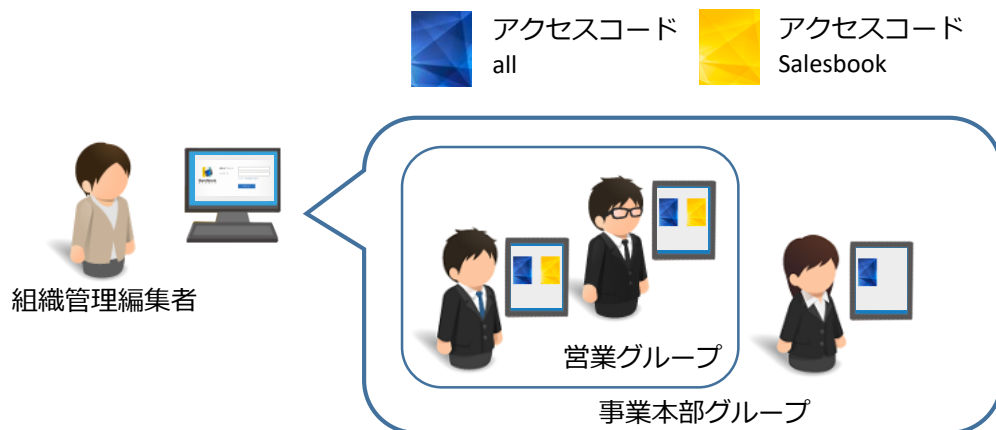 アクセスコード
all
アクセスコード
Salesbook
組織管理編集者
営業グループ
事業本部グループ